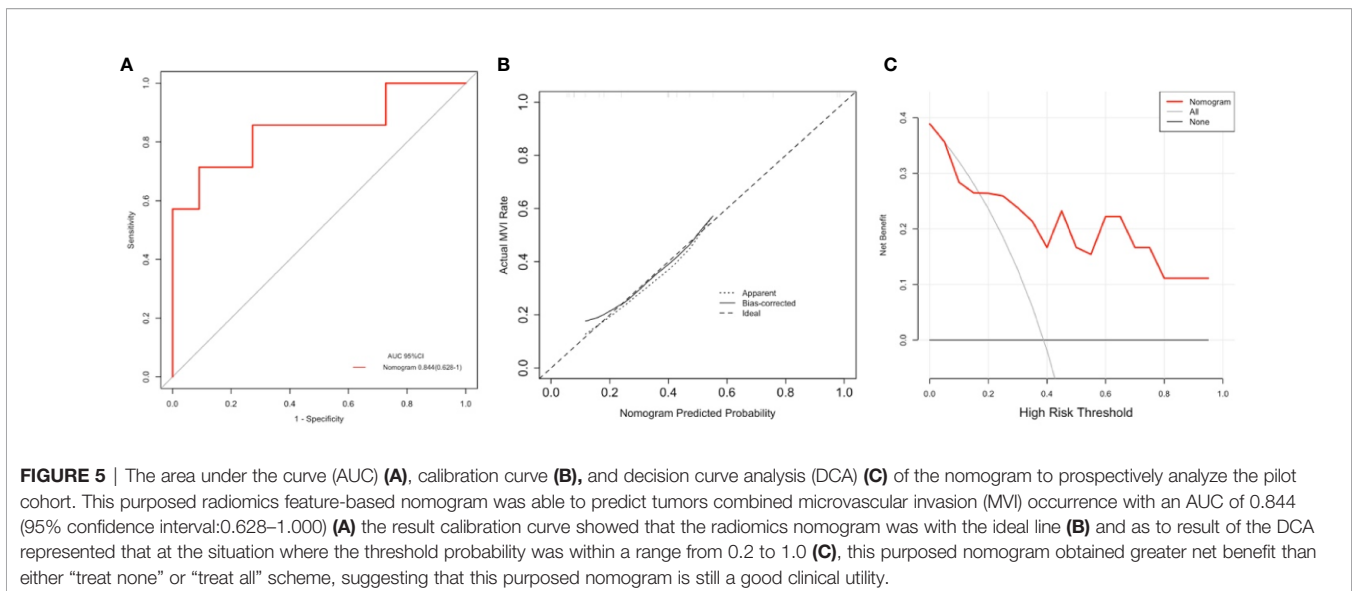 A
1.0
0.8
0.6
0.4
0.2
0.0
Sensitivity
AUC 95%CI
Nomogram 0.844(0.628-1)
0.0 0.2 0.4 0.6 0.8 1.0
1 - Specificity
B
1.0
0.8
0.6
0.4
0.2
0.0
Actual MVI Rate
Apparent
Bias-corrected
Ideal
0.0 0.2 0.4 0.6 0.8 1.0
Nomogram Predicted Probability
C
Nomogram
All
None
0.4
0.3
0.2
0.1
0.0
Net Benefit
0.0 0.2 0.4 0.6 0.8 1.0
High Risk Threshold
FIGURE 5 | The area under the curve (AUC) (A), calibration curve (B), and decision curve analysis (DCA) (C) of the nomogram to prospectively analyze the pilot
cohort. This purposed radiomics feature-based nomogram was able to predict tumors combined microvascular invasion (MVI) occurrence with an AUC of 0.844
(95% confidence interval:0.628–1.000) (A) the result calibration curve showed that the radiomics nomogram was with the ideal line (B) and as to result of the DCA
represented that at the situation where the threshold probability was within a range from 0.2 to 1.0 (C), this purposed nomogram obtained greater net benefit than
either “treat none” or “treat all” scheme, suggesting that this purposed nomogram is still a good clinical utility.